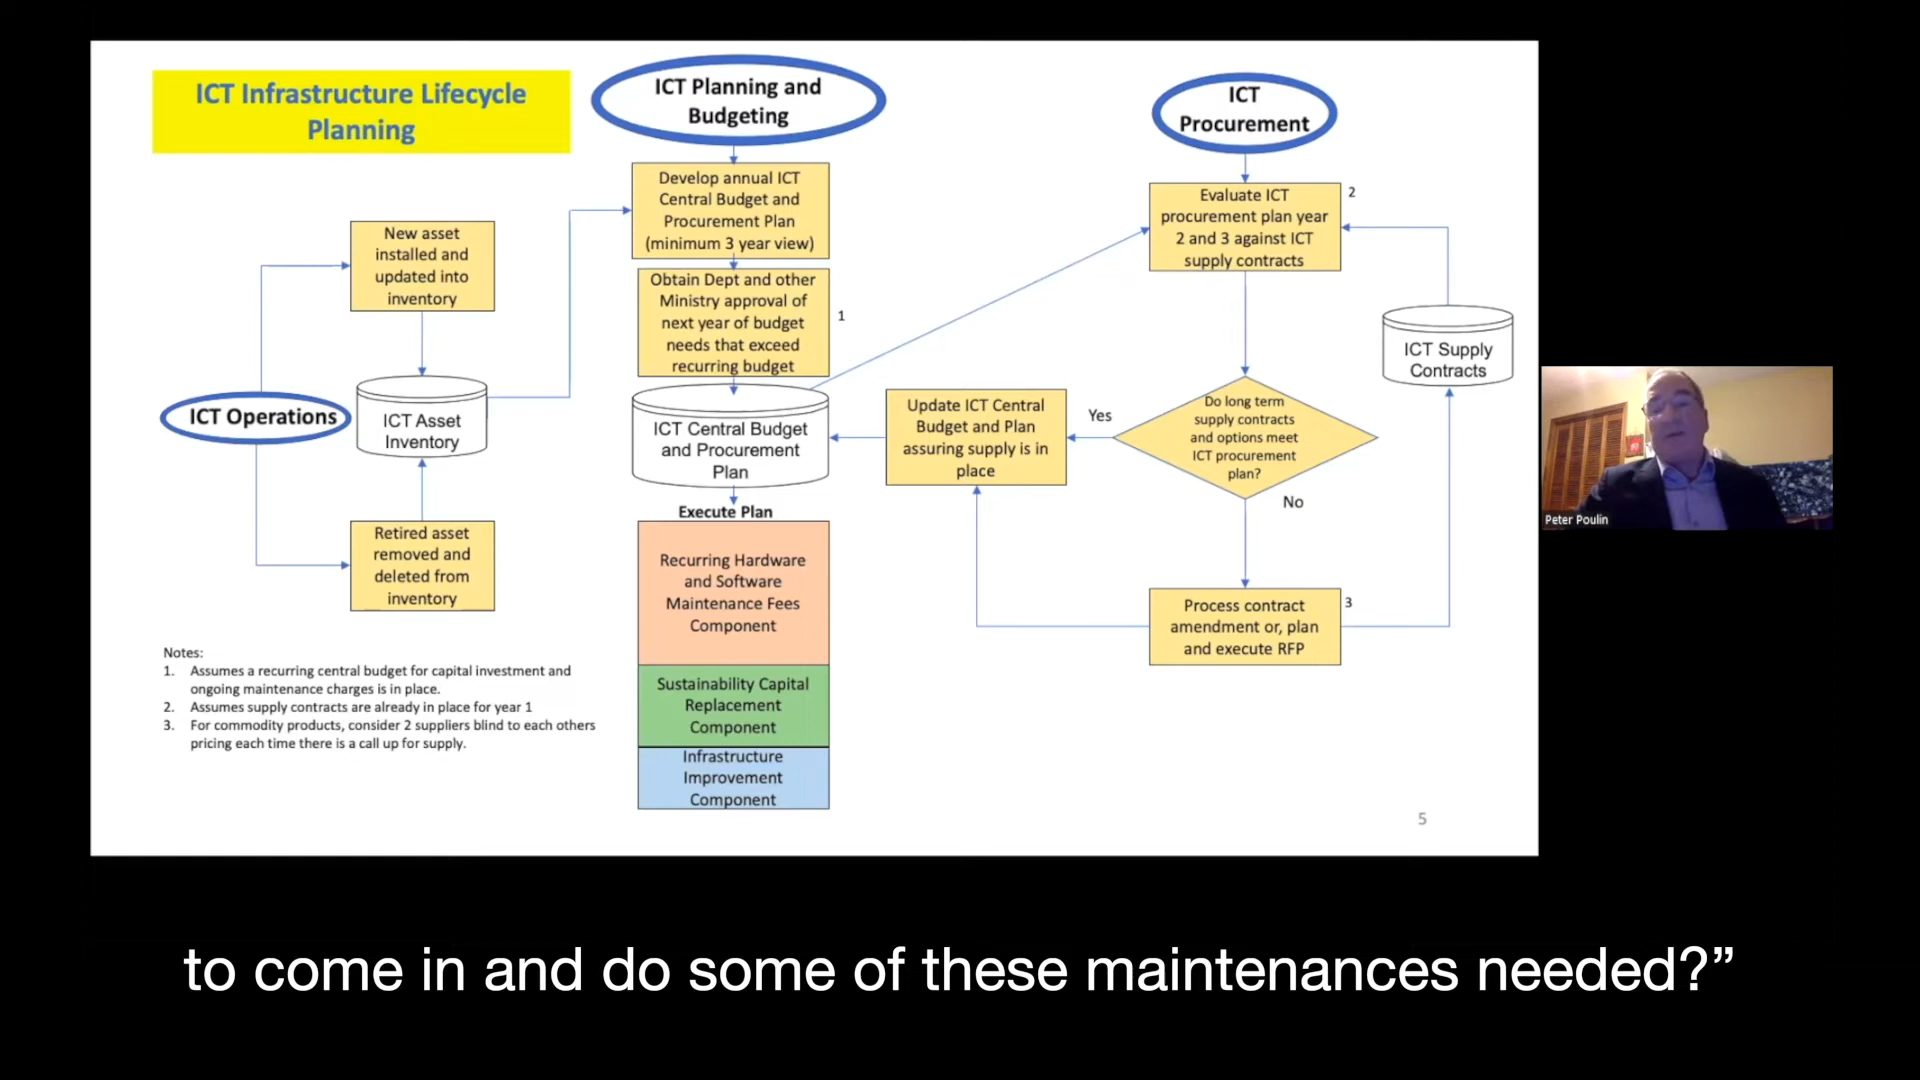 ICT Infrastructure Lifecycle
Planning
ICT Planning and
Budgeting
ICT
Procurement
Develop annual ICT
Central Budget and
Procurement Plan
(minimum 3 year view)
Evaluate ICT
procurement plan year
2 and 3 against ICT
supply contracts
2
New asset
installed and
updated into
inventory
Obtain Dept and other
Ministry approval of
next year of budget
needs that exceed
recurring budget
1
ICT Supply
Contracts
ICT Operations
ICT Asset
Inventory
ICT Central Budget
and Procurement
Plan
Update ICT Central
Budget and Plan
assuring supply is in
place
Yes
Do long term
supply contracts
and options meet
ICT procurement
plan?
No
Execute Plan
Retired asset
removed and
deleted from
inventory
Recurring Hardware
and Software
Maintenance Fees
Component
Process contract
amendment or, plan
and execute RFP
3
Sustainability Capital
Replacement
Component
Infrastructure
Improvement
Component
Notes:
1. Assumes a recurring central budget for capital investment and
ongoing maintenance charges is in place.
2. Assumes supply contracts are already in place for year 1
3. For commodity products, consider 2 suppliers blind to each others
pricing each time there is a call up for supply.
5
Peter Poulin
to come in and do some of these maintenances needed?”